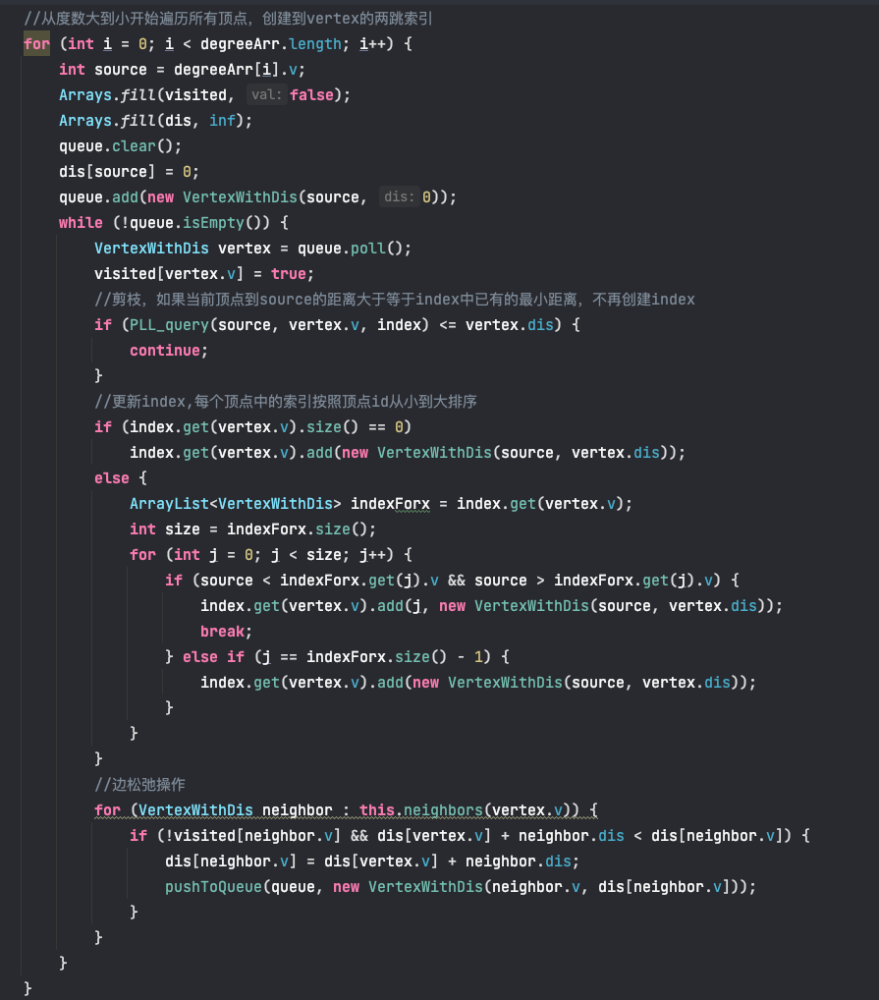 //从度数大到小开始遍历所有顶点，创建到vertex的两跳索引
for (int i = 0; i < degreeArr.length; i++) {
    int source = degreeArr[i].v;
    Arrays.fill(visited, val: false);
    Arrays.fill(dis, inf);
    queue.clear();
    dis[source] = 0;
    queue.add(new VertexWithDis(source, dis: 0));
    while (!queue.isEmpty()) {
        VertexWithDis vertex = queue.poll();
        visited[vertex.v] = true;
        //剪枝，如果当前顶点到source的距离大于等于index中已有的最小距离，不再创建index
        if (PLL_query(source, vertex.v, index) <= vertex.dis) {
            continue;
        }
        //更新index,每个顶点中的索引按照顶点id从小到大排序
        if (index.get(vertex.v).size() == 0)
            index.get(vertex.v).add(new VertexWithDis(source, vertex.dis));
        else {
            ArrayList<VertexWithDis> indexForx = index.get(vertex.v);
            int size = indexForx.size();
            for (int j = 0; j < size; j++) {
                if (source < indexForx.get(j).v && source > indexForx.get(j).v) {
                    index.get(vertex.v).add(j, new VertexWithDis(source, vertex.dis));
                    break;
                } else if (j == indexForx.size() - 1) {
                    index.get(vertex.v).add(new VertexWithDis(source, vertex.dis));
                }
            }
        }
        //边松弛操作
        for (VertexWithDis neighbor : this.neighbors(vertex.v)) {
            if (!visited[neighbor.v] && dis[vertex.v] + neighbor.dis < dis[neighbor.v]) {
                dis[neighbor.v] = dis[vertex.v] + neighbor.dis;
                pushToQueue(queue, new VertexWithDis(neighbor.v, dis[neighbor.v]));
            }
        }
    }
}